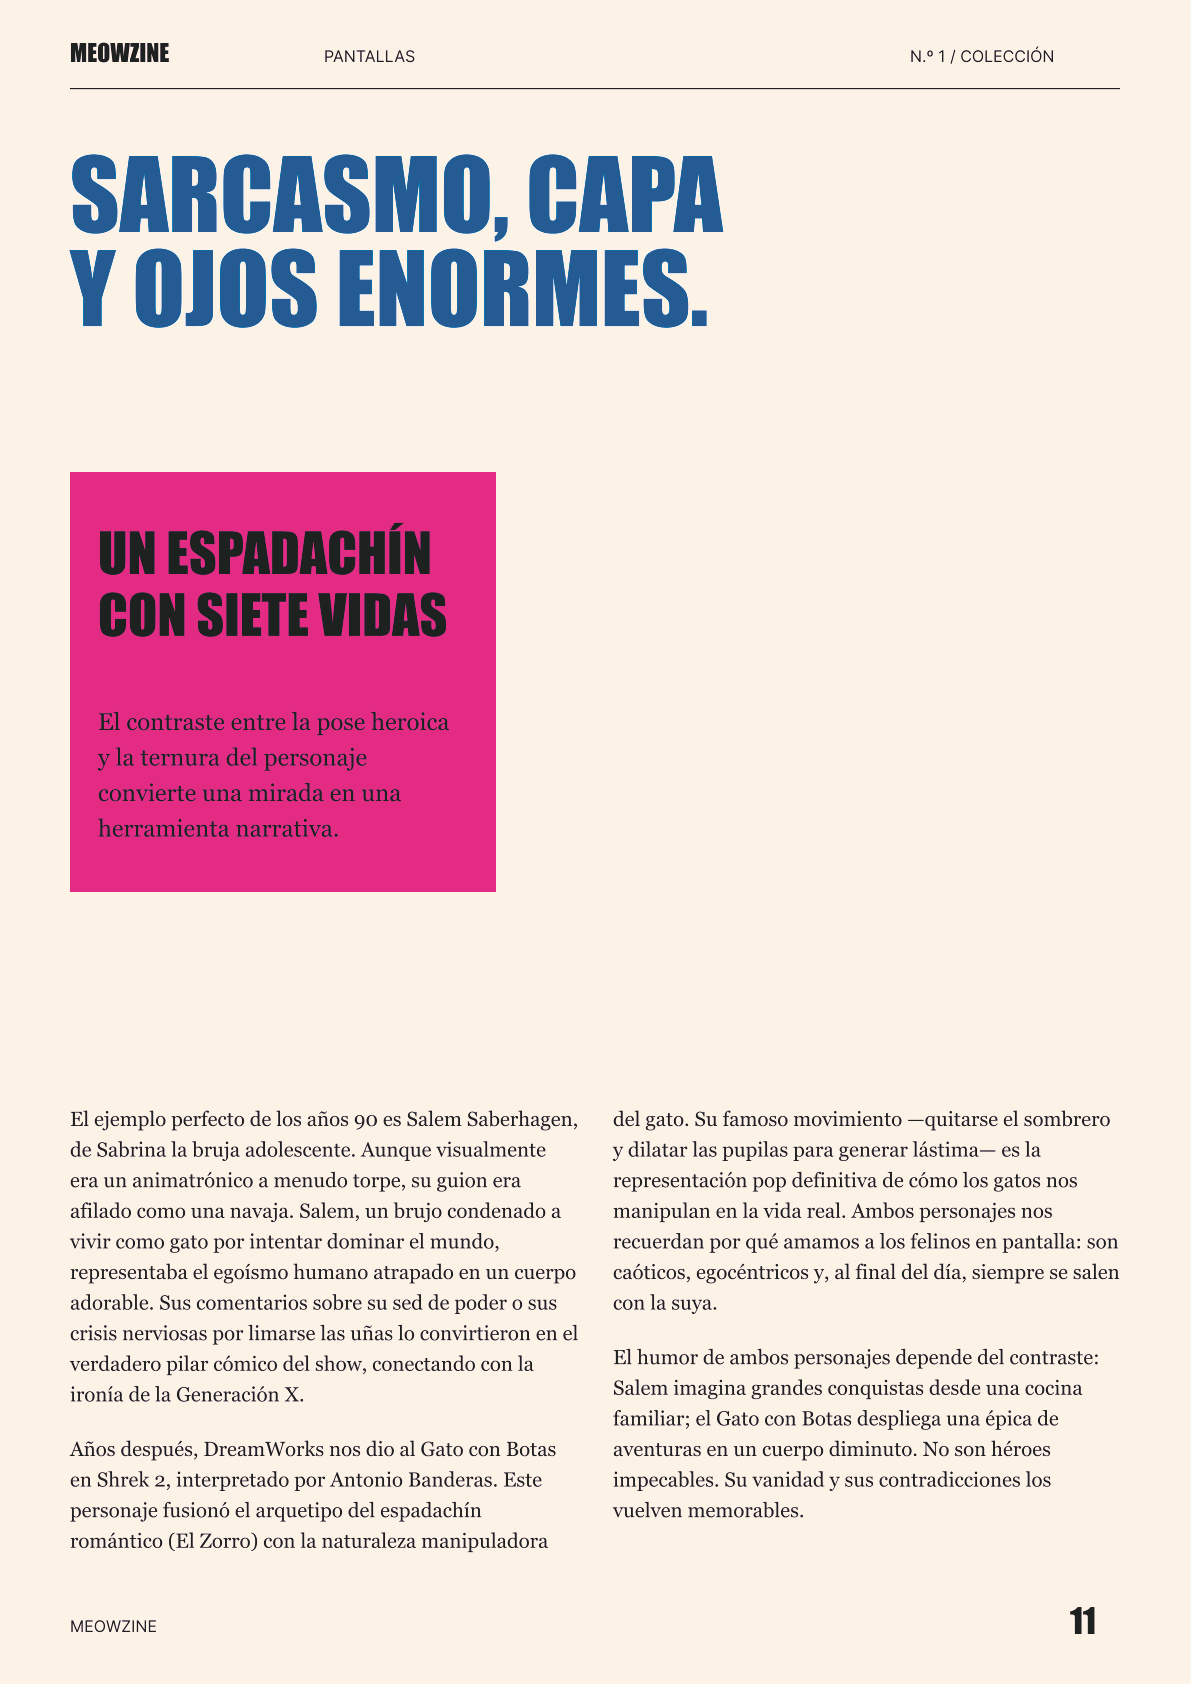 MEOWZINE
PANTALLAS
N.º 1 / COLECCIÓN
SARCASMO, CAPA
Y OJOS ENORMES.
UN ESPADACHÍN
CON SIETE VIDAS
El contraste entre la pose heroica
y la ternura del personaje
convierte una mirada en una
herramienta narrativa.
El ejemplo perfecto de los años 90 es Salem Saberhagen,
de Sabrina la bruja adolescente. Aunque visualmente
era un animatrónico a menudo torpe, su guion era
afilado como una navaja. Salem, un brujo condenado a
vivir como gato por intentar dominar el mundo,
representaba el egoísmo humano atrapado en un cuerpo
adorable. Sus comentarios sobre su sed de poder o sus
crisis nerviosas por limarse las uñas lo convirtieron en el
verdadero pilar cómico del show, conectando con la
ironía de la Generación X.
Años después, DreamWorks nos dio al Gato con Botas
en Shrek 2, interpretado por Antonio Banderas. Este
personaje fusionó el arquetipo del espadachín
romántico (El Zorro) con la naturaleza manipuladora
del gato. Su famoso movimiento —quitarse el sombrero
y dilatar las pupilas para generar lástima— es la
representación pop definitiva de cómo los gatos nos
manipulan en la vida real. Ambos personajes nos
recuerdan por qué amamos a los felinos en pantalla: son
caóticos, egocéntricos y, al final del día, siempre se salen
con la suya.
El humor de ambos personajes depende del contraste:
Salem imagina grandes conquistas desde una cocina
familiar; el Gato con Botas despliega una épica de
aventuras en un cuerpo diminuto. No son héroes
impecables. Su vanidad y sus contradicciones los
vuelven memorables.
MEOWZINE
11